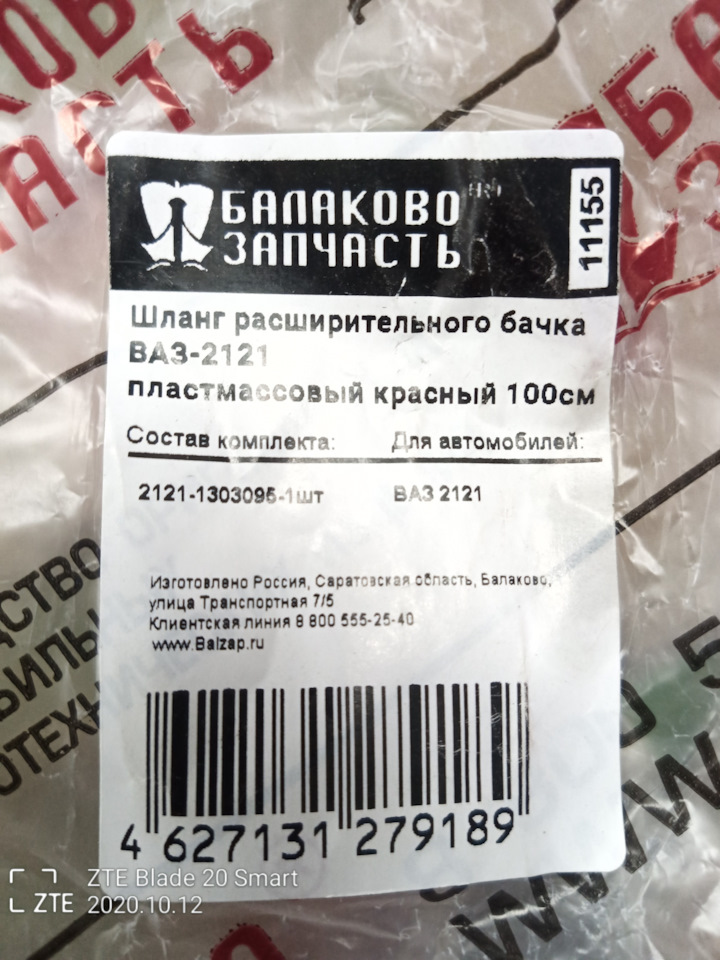 БАЛАКОВО
ЗАПЧАСТЬ
11155
Шланг расширительного бачка
ВАЗ-2121
пластмассовый красный 100см
Состав комплекта: Для автомобилей:
2121-1303095-1шт ВАЗ 2121
Изготовлено Россия, Саратовская область, Балаково,
улица Транспортная 7/5
Клиентская линия 8 800 555-25-40
www.Balzap.ru
4 627131 279189
ZTE Blade 20 Smart
ZTE 2020.10.12